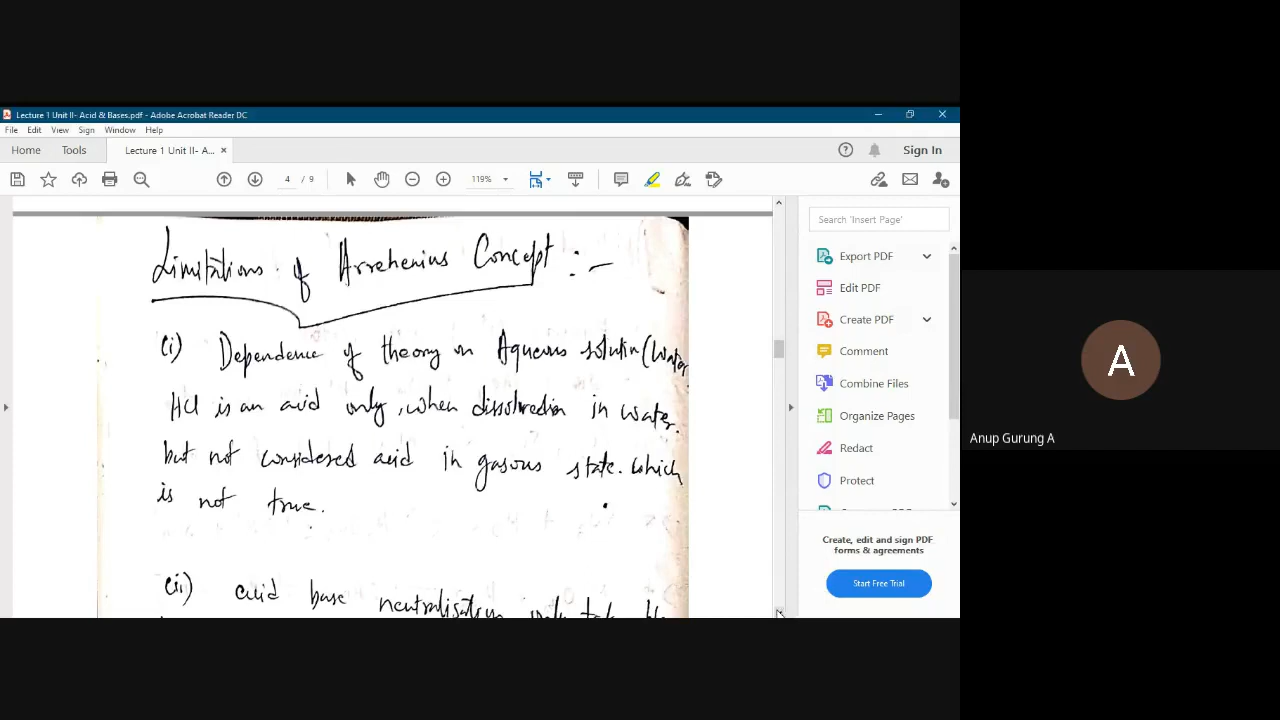 Lecture 1 Unit II- Acid & Bases.pdf - Adobe Acrobat Reader DC
File Edit View Sign Window Help
Home Tools Lecture 1 Unit II- A... × Sign In
4 / 9 119%
Limitations of Arrehenius Concept :-
(i) Dependence of theory on Aqueous solution (Water
HCl is an acid only, when in water.
but not considered acid in gasous state. which
is not true.
(ii) acid base neutralisation
Search 'Insert Page'
Export PDF
Edit PDF
Create PDF
Comment
Combine Files
Organize Pages
Redact
Protect
Create, edit and sign PDF
forms & agreements
Start Free Trial
A
Anup Gurung A